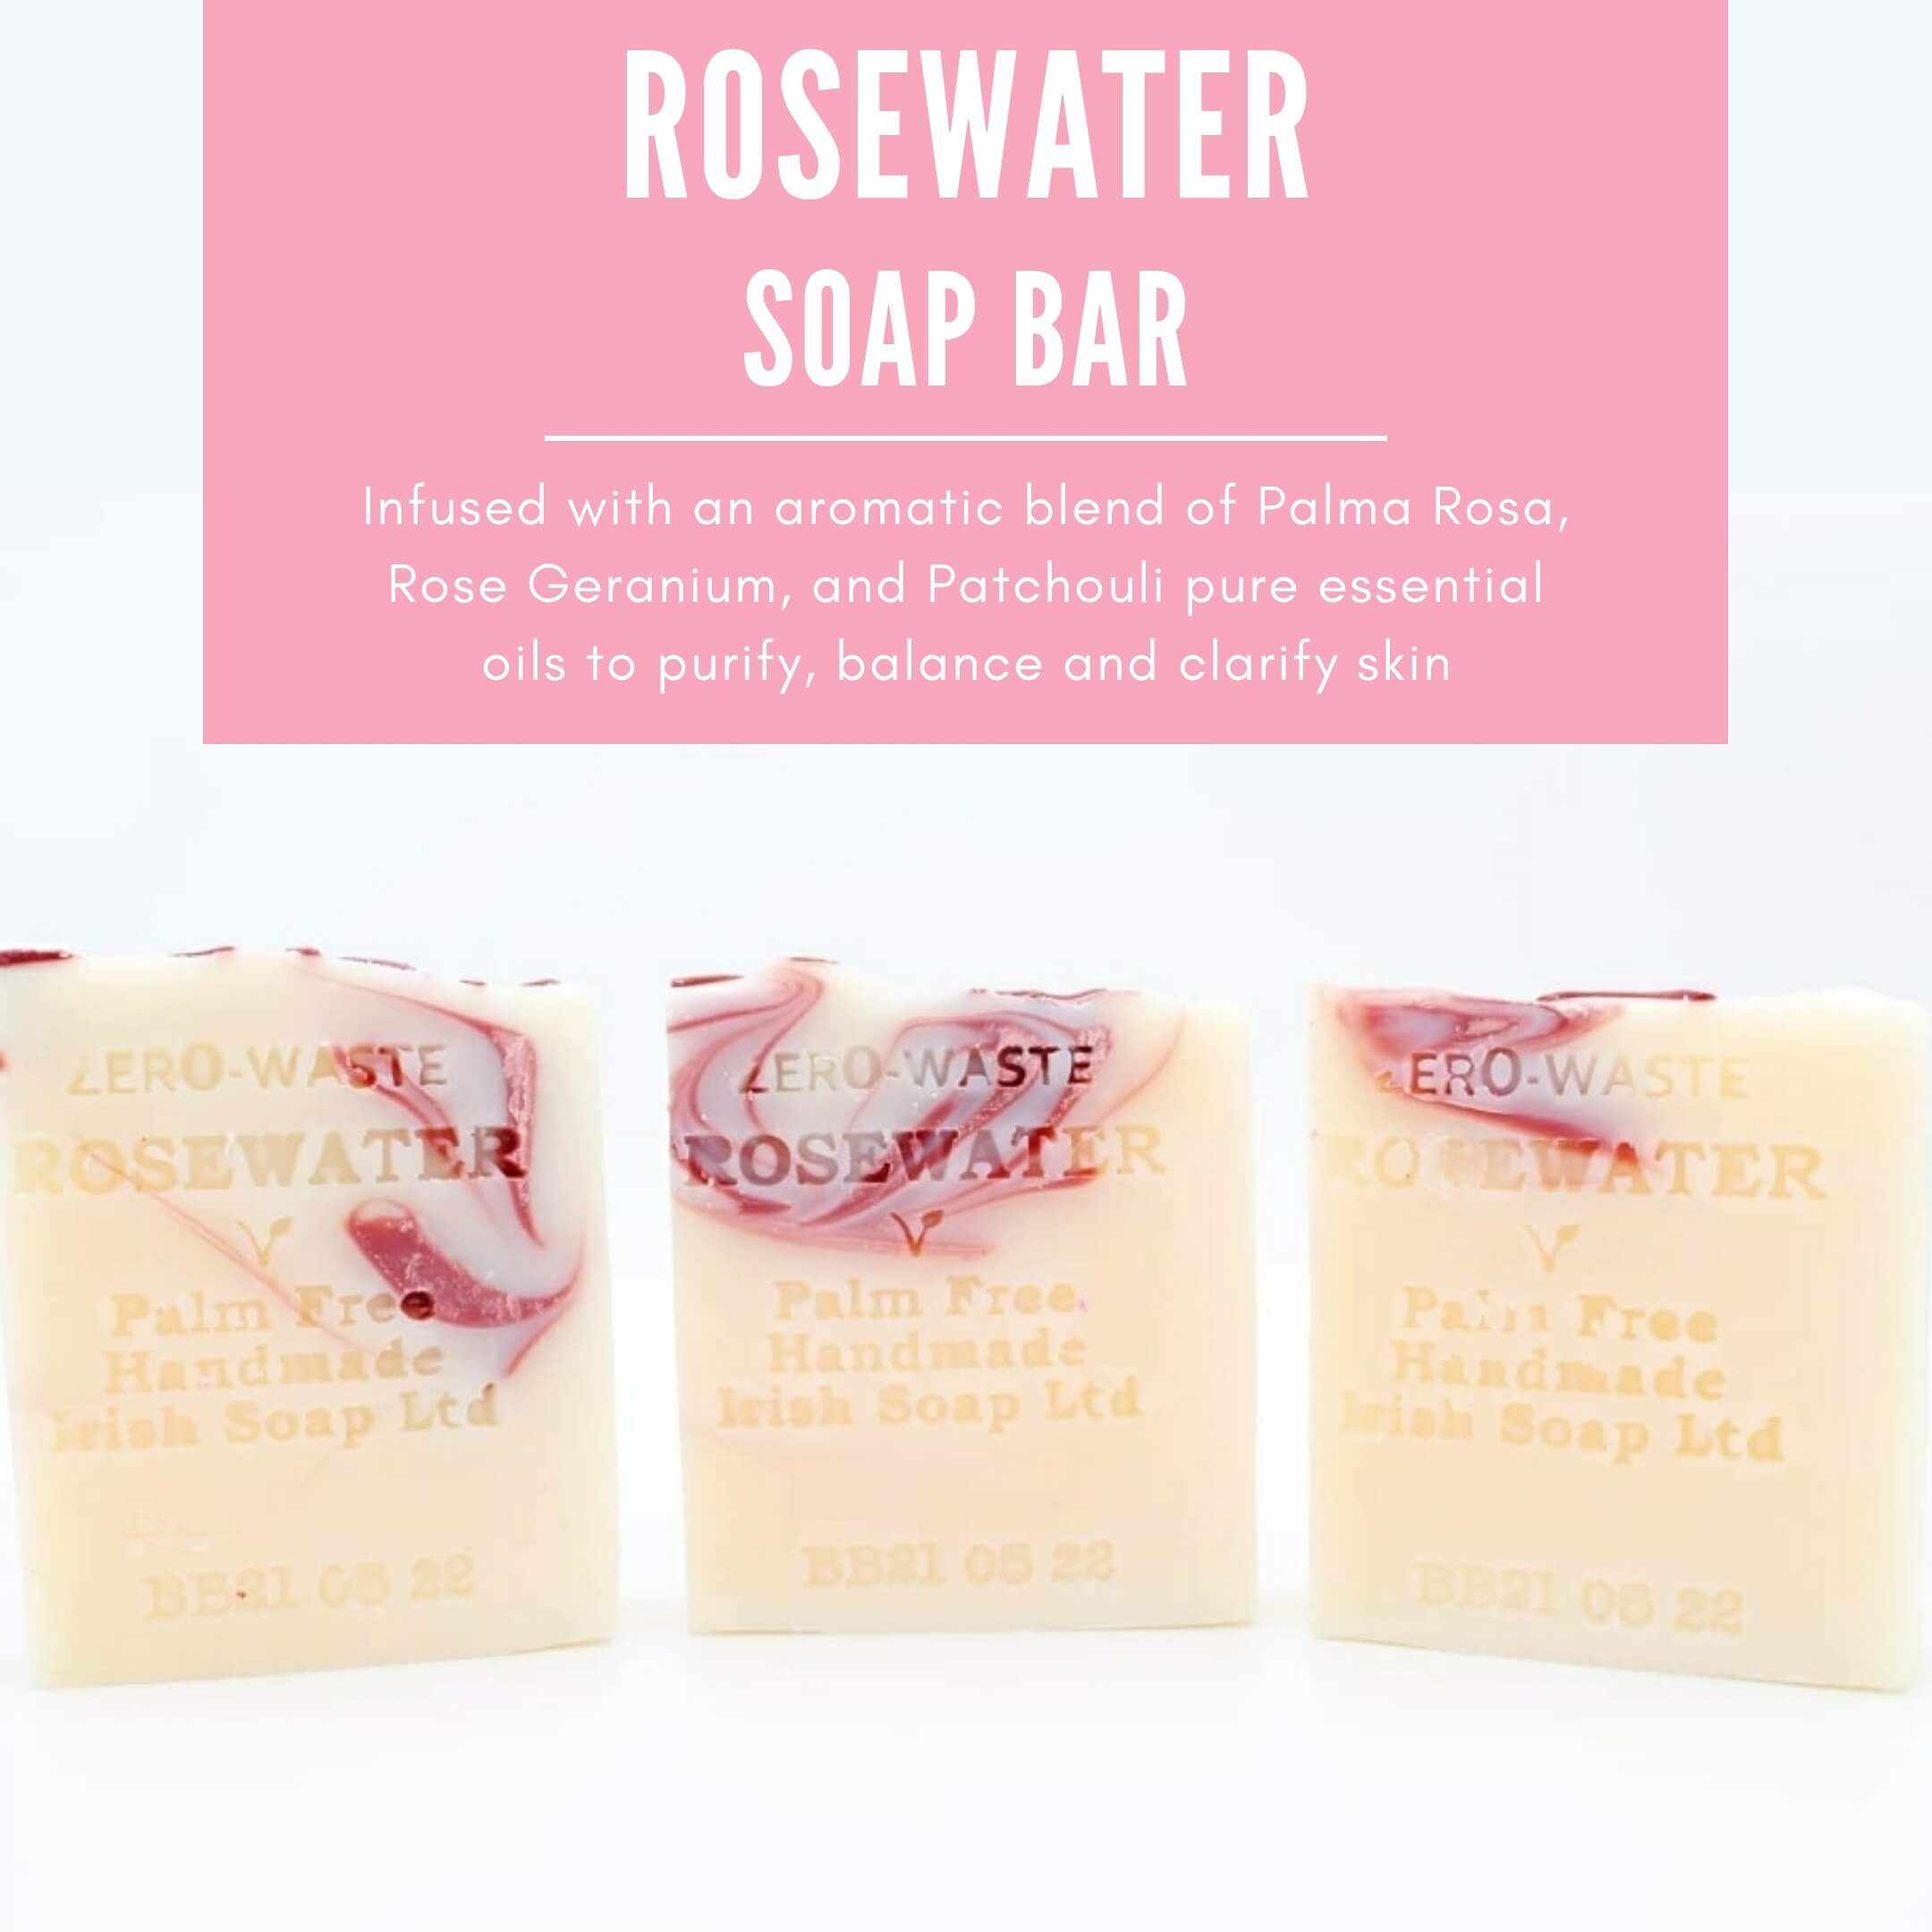 ROSEWATER
SOAP BAR
Infused with an aromatic blend of Palma Rosa,
Rose Geranium, and Patchouli pure essential
oils to purify, balance and clarify skin
ZERO-WASTE
ROSEWATER
Palm Free
Handmade
Irish Soap Ltd
BB21 05 22
ZERO-WASTE
ROSEWATER
Palm Free
Handmade
Irish Soap Ltd
BB21 05 22
ZERO-WASTE
ROSEWATER
Palm Free
Handmade
Irish Soap Ltd
BB21 05 22